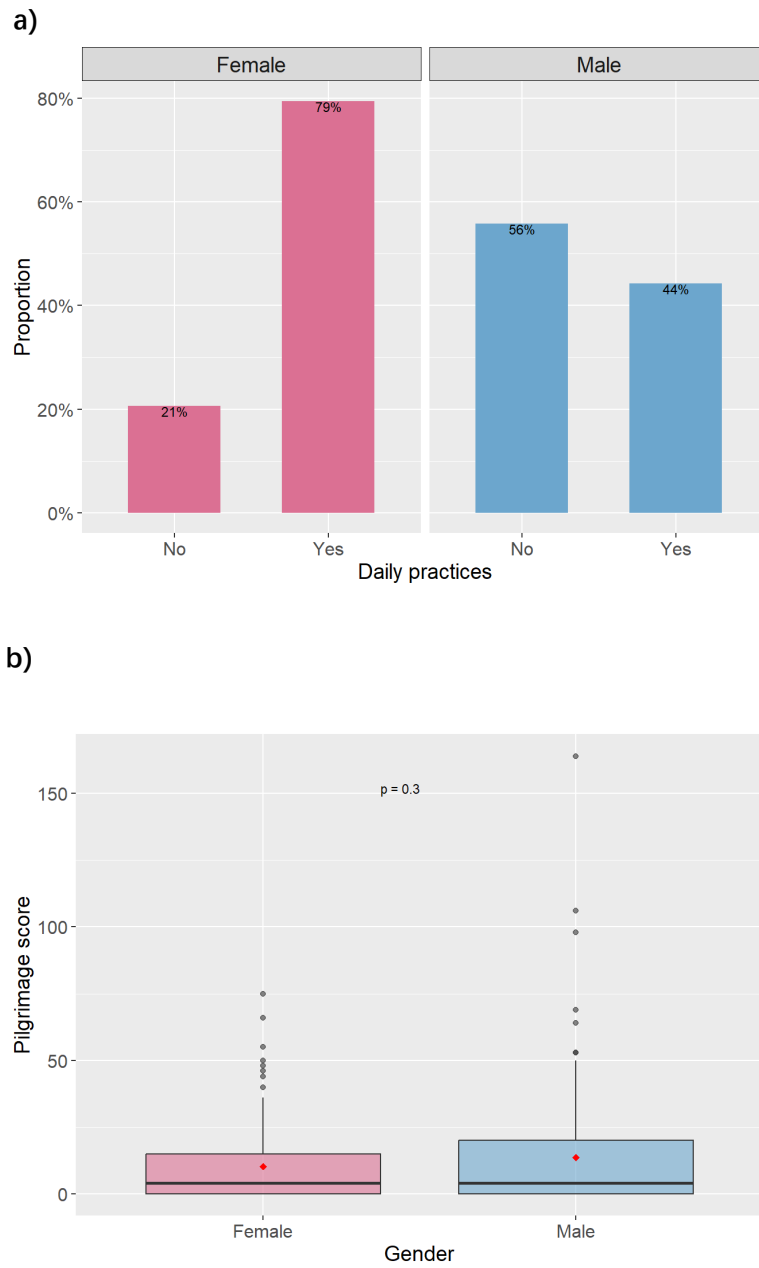 a)
Female Male
80%
60%
40%
20%
0%
79%
56%
44%
21%
Proportion
No Yes No Yes
Daily practices
b)
150
100
50
0
p = 0.3
Pilgrimage score
Female Male
Gender